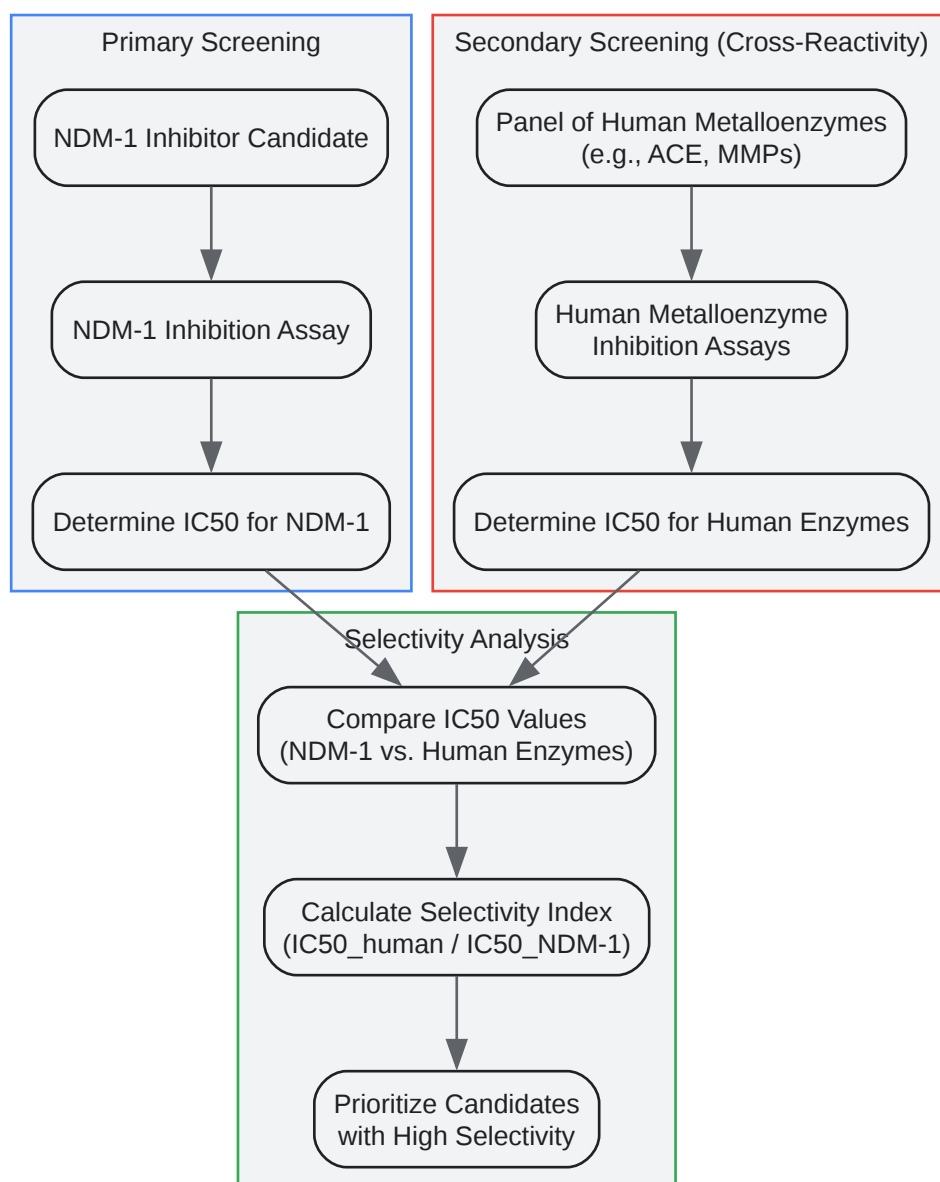 Primary Screening
NDM-1 Inhibitor Candidate
NDM-1 Inhibition Assay
Determine IC50 for NDM-1
Secondary Screening (Cross-Reactivity)
Panel of Human Metalloenzymes
(e.g., ACE, MMPs)
Human Metalloenzyme
Inhibition Assays
Determine IC50 for Human Enzymes
Selectivity Analysis
Compare IC50 Values
(NDM-1 vs. Human Enzymes)
Calculate Selectivity Index
(IC50_human / IC50_NDM-1)
Prioritize Candidates
with High Selectivity